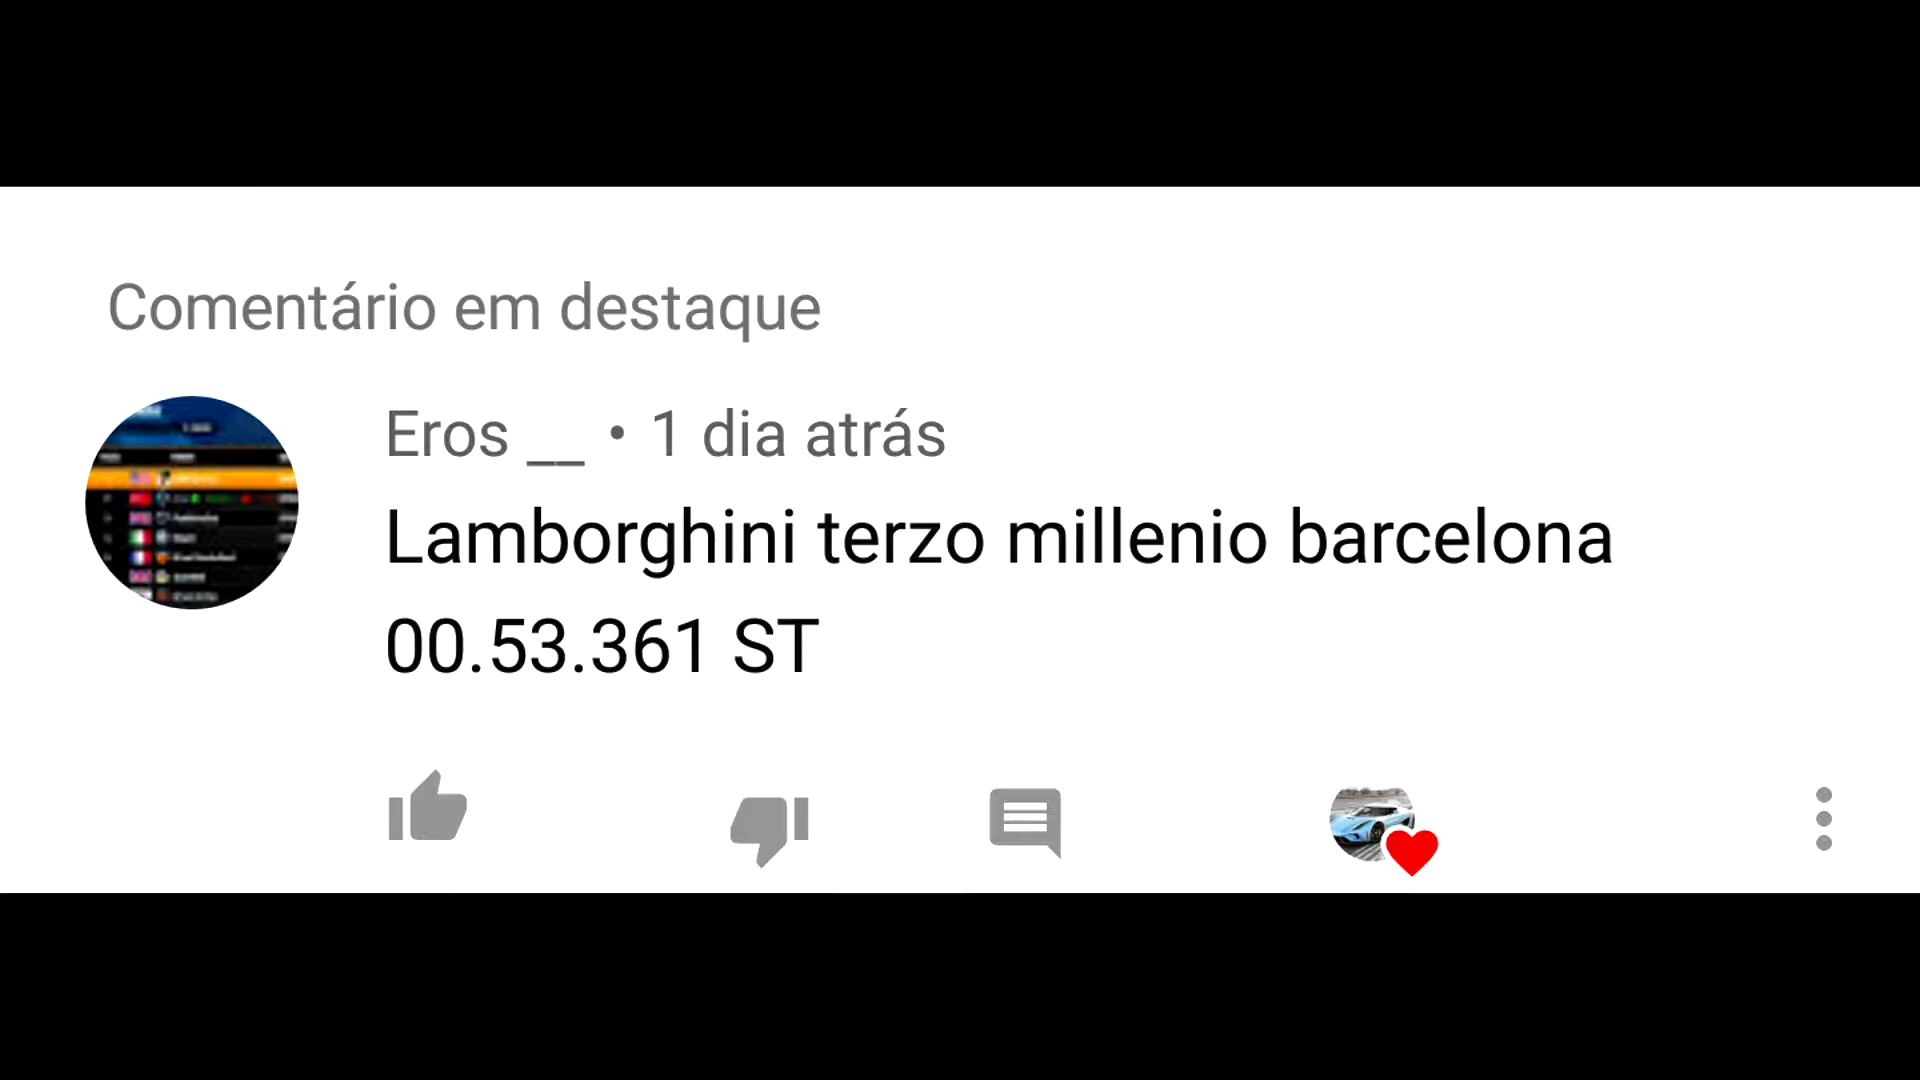 Comentário em destaque
Eros __ • 1 dia atrás
Lamborghini terzo millenio barcelona
00.53.361 ST